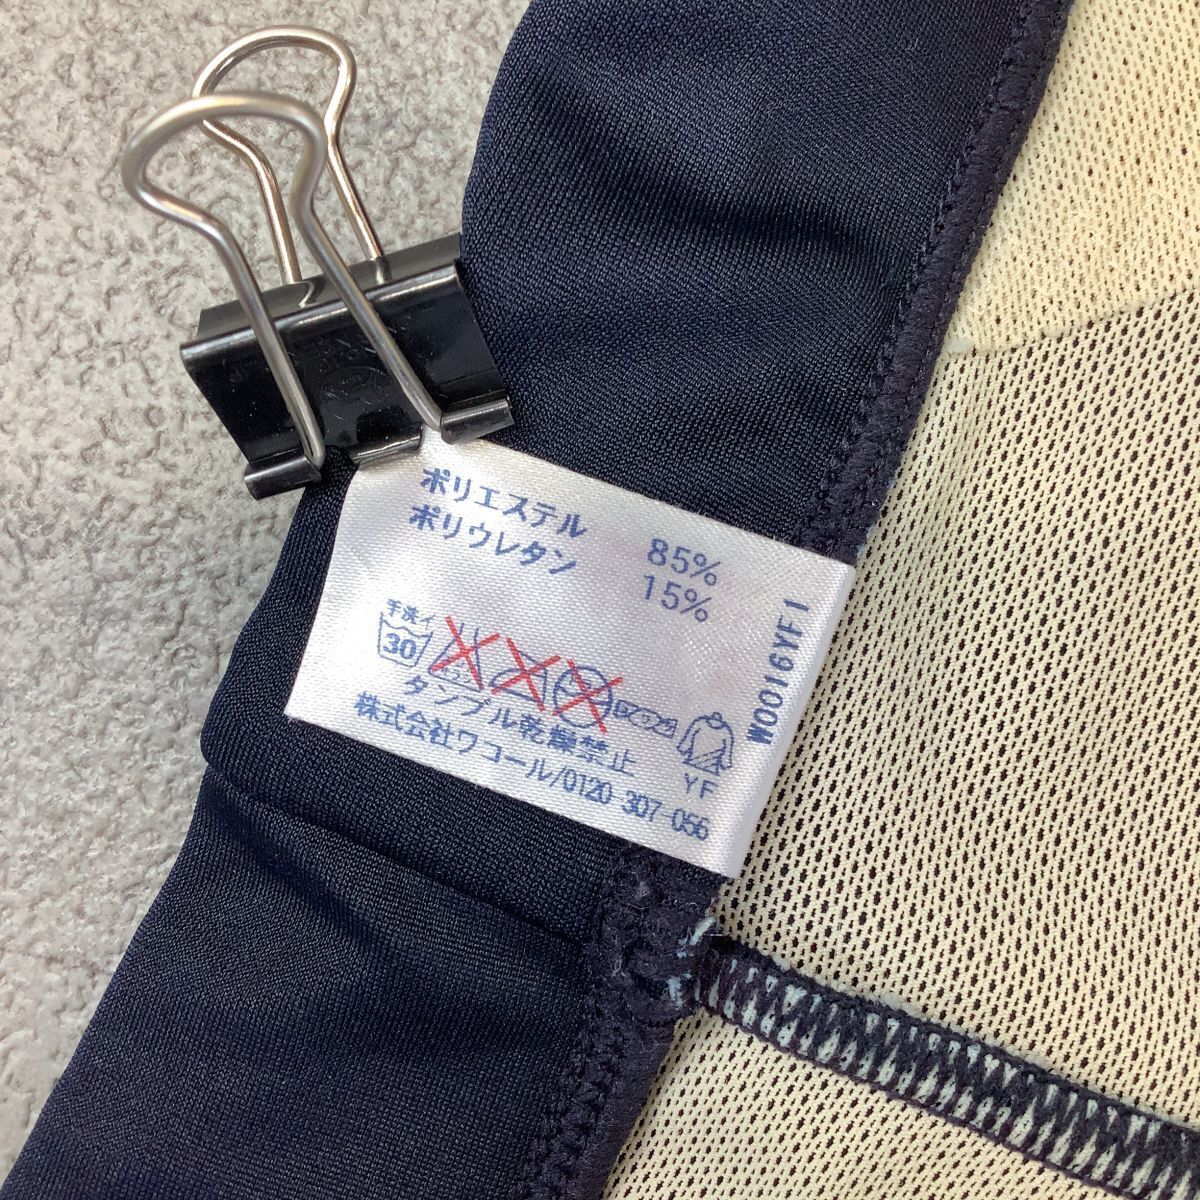 ポリエステル 85%
ポリウレタン 15%
手洗イ
30
タンブル乾燥禁止
YF
株式会社ワコール/0120 307-056
W0016YF1